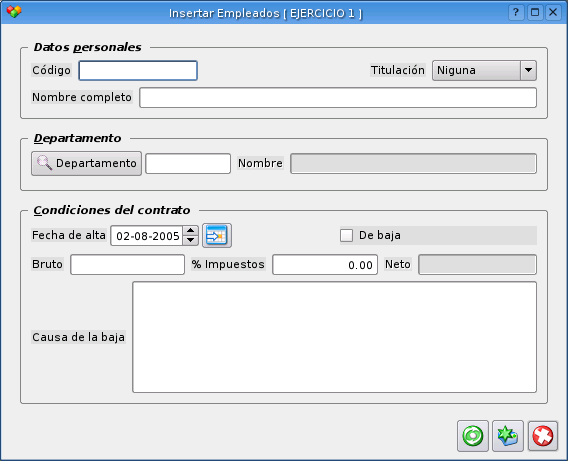 Insertar Empleados [ EJERCICIO 1 ]
Datos personales
Código Titulación Niguna
Nombre completo
Departamento
Departamento Nombre
Condiciones del contrato
Fecha de alta 02-08-2005 De baja
Bruto % Impuestos 0.00 Neto
Causa de la baja